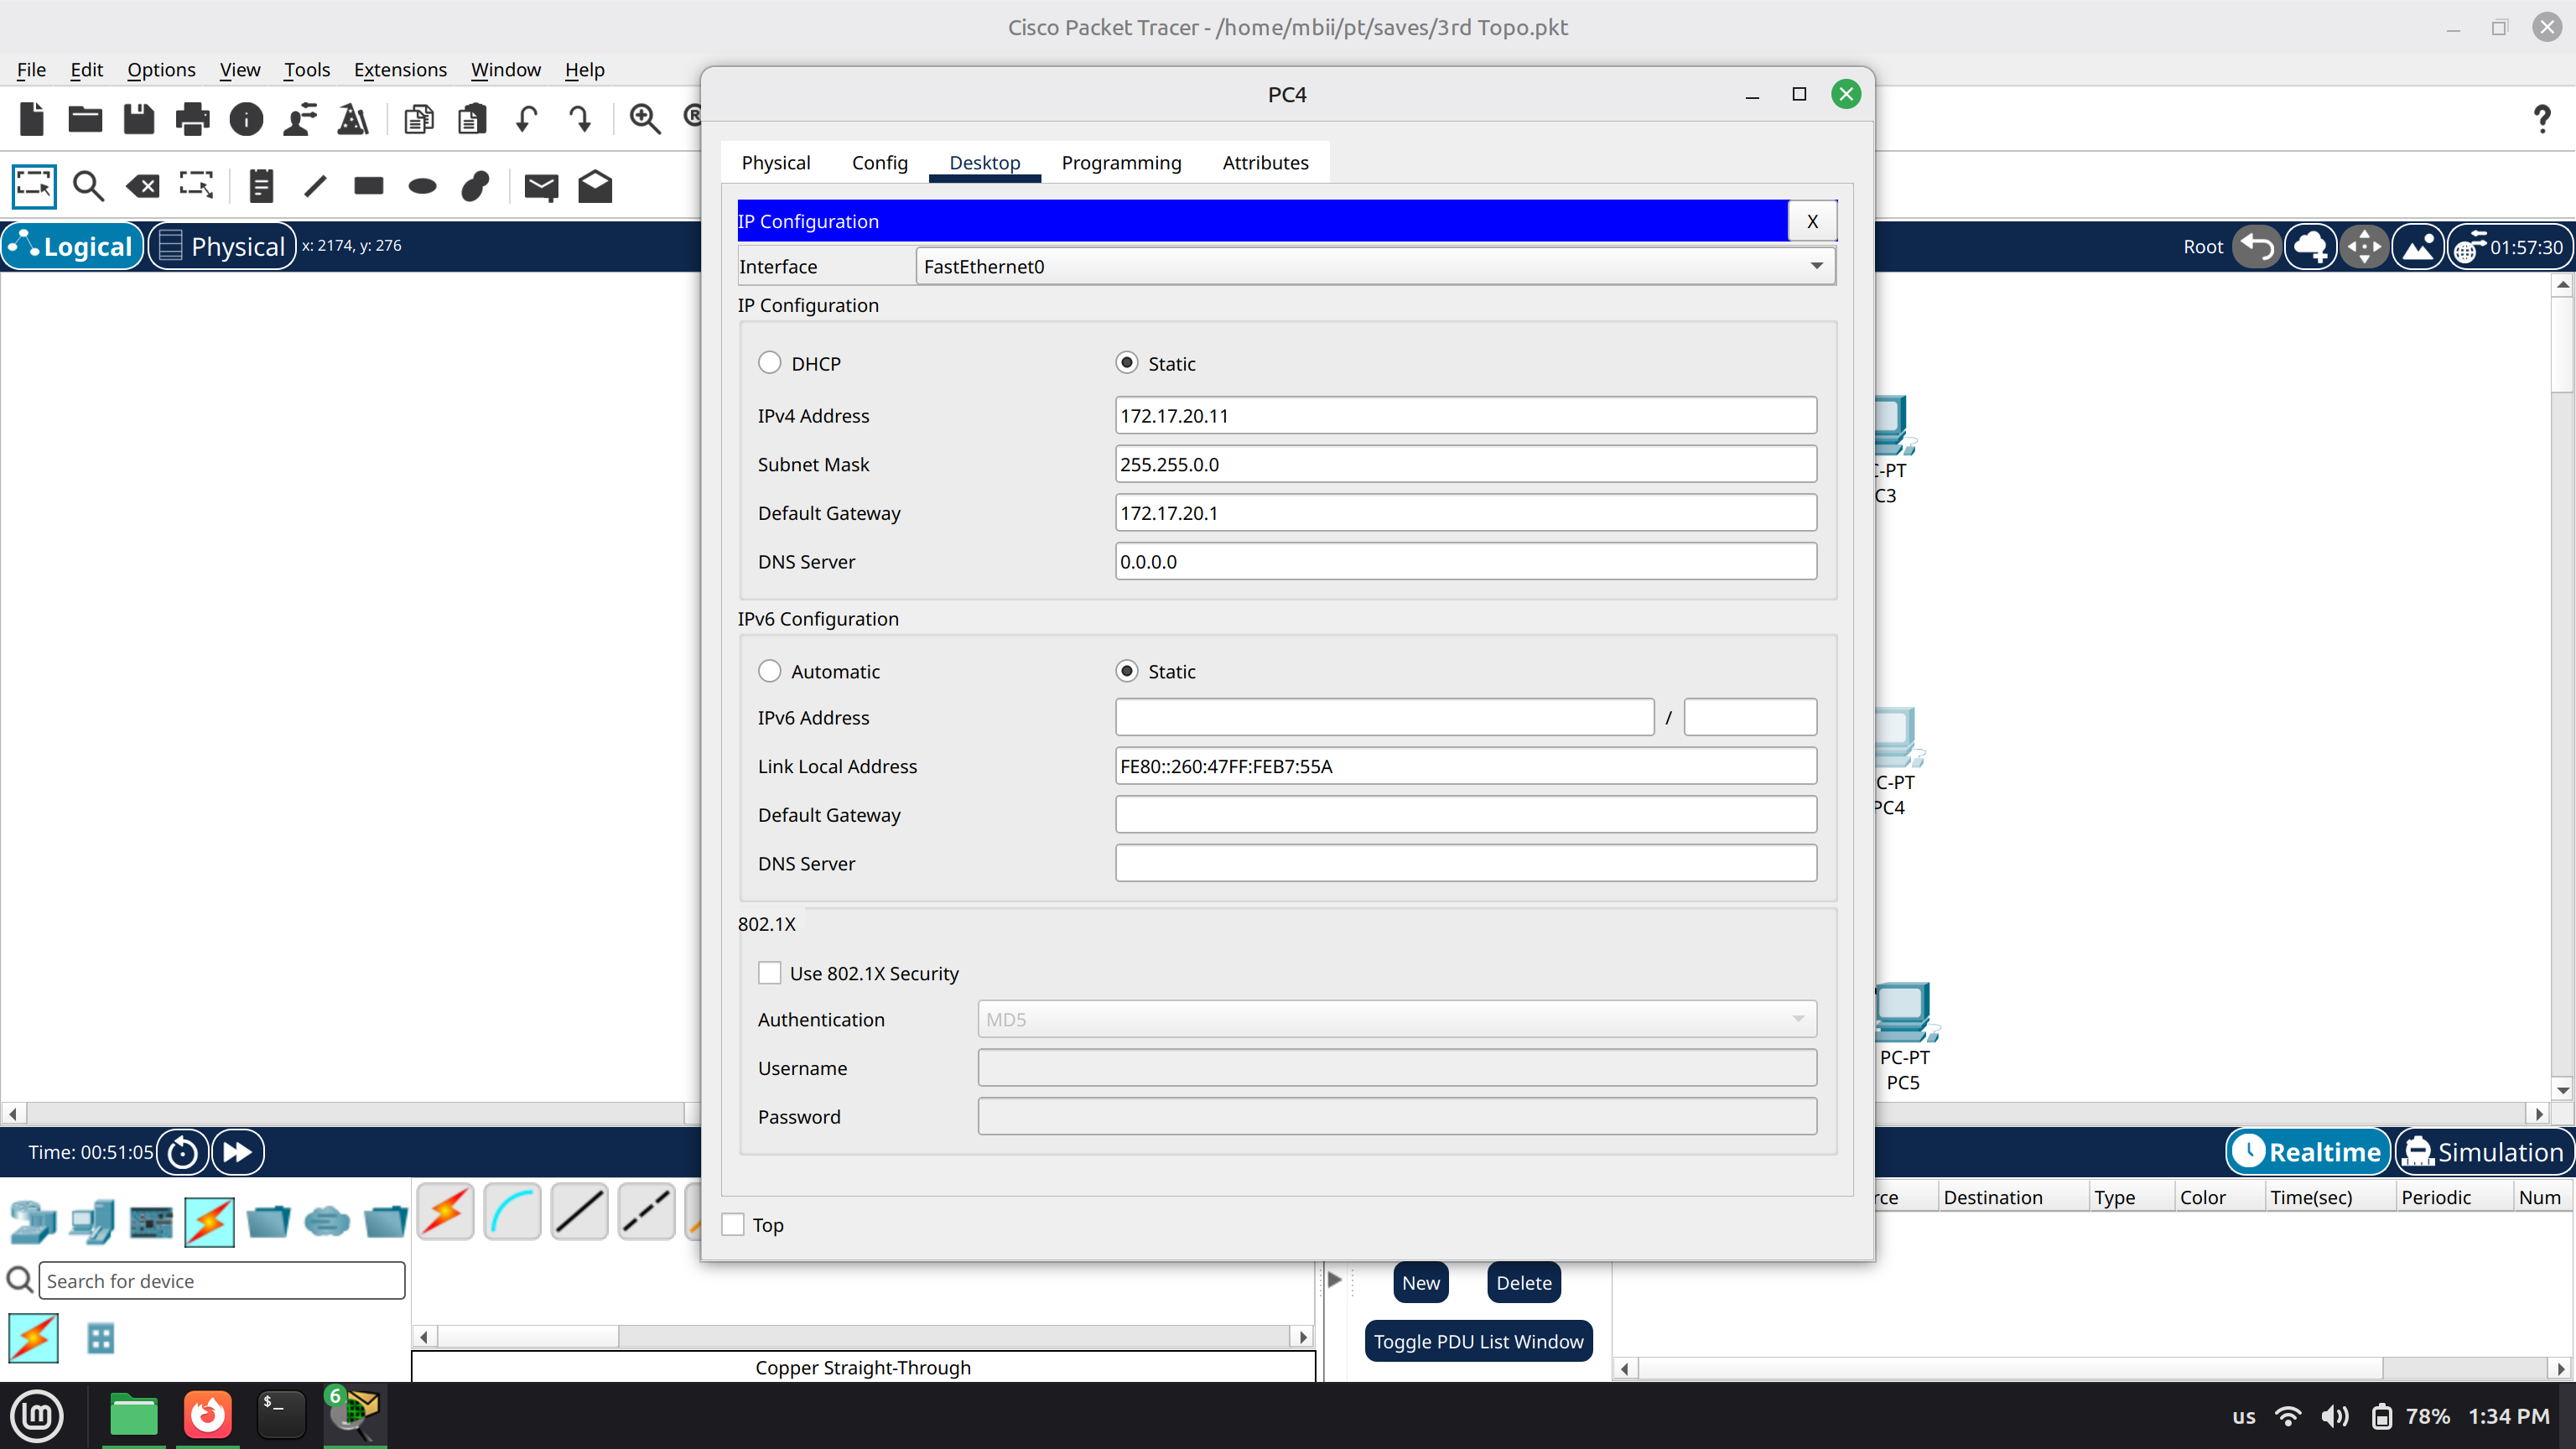 Cisco Packet Tracer - /home/mbii/pt/saves/3rd Topo.pkt
File Edit Options View Tools Extensions Window Help
PC4
Physical Config Desktop Programming Attributes
IP Configuration X
Logical Physical x: 2174, y: 276
Root 01:57:30
Interface FastEthernet0
IP Configuration
DHCP Static
IPv4 Address 172.17.20.11
Subnet Mask 255.255.0.0
Default Gateway 172.17.20.1
DNS Server 0.0.0.0
IPv6 Configuration
Automatic Static
IPv6 Address /
Link Local Address FE80::260:47FF:FEB7:55A
Default Gateway
DNS Server
802.1X
Use 802.1X Security
Authentication MD5
Username
Password
Top
C-PT
C3
C-PT
PC4
PC-PT
PC5
Time: 00:51:05
Realtime Simulation
rce Destination Type Color Time(sec) Periodic Num
Search for device
New Delete
Toggle PDU List Window
Copper Straight-Through
6
$_
us 78% 1:34 PM